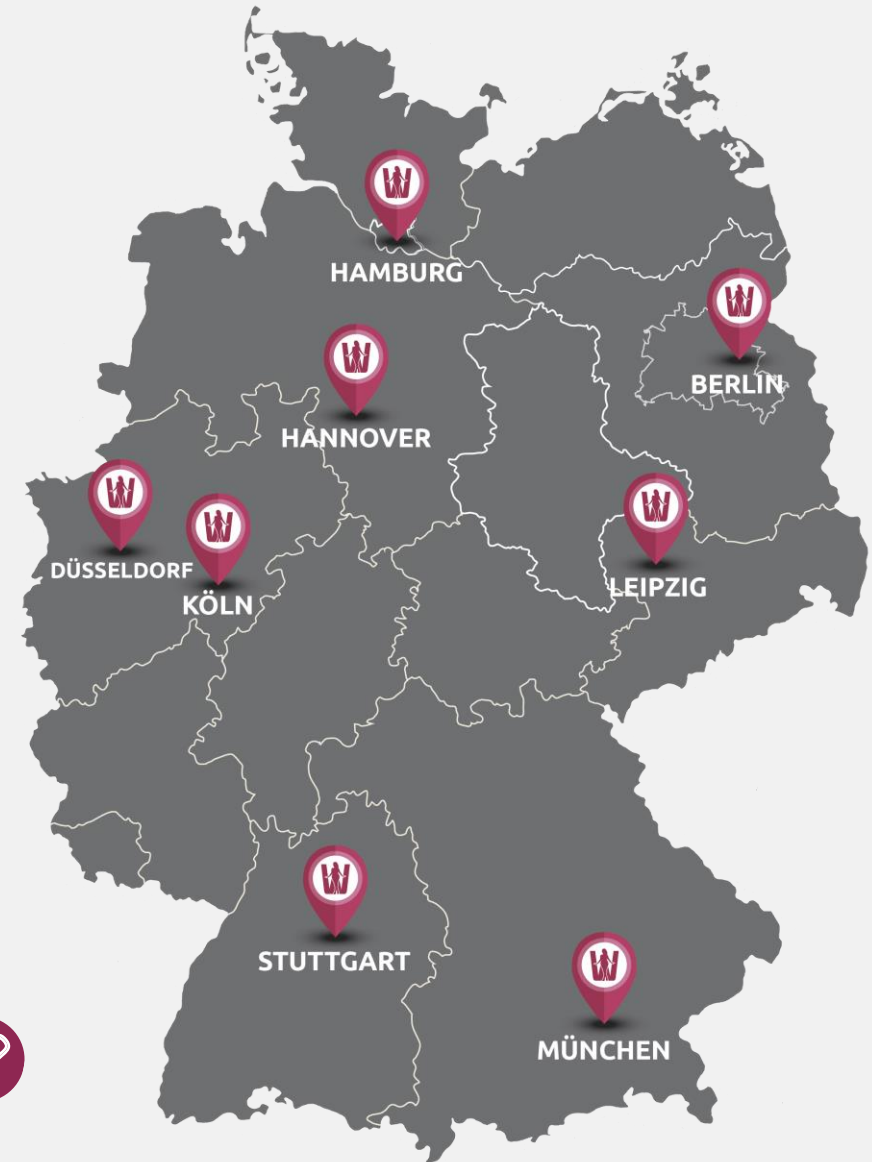 HAMBURG
BERLIN
HANNOVER
DÜSSELDORF
KÖLN
LEIPZIG
STUTTGART
MÜNCHEN